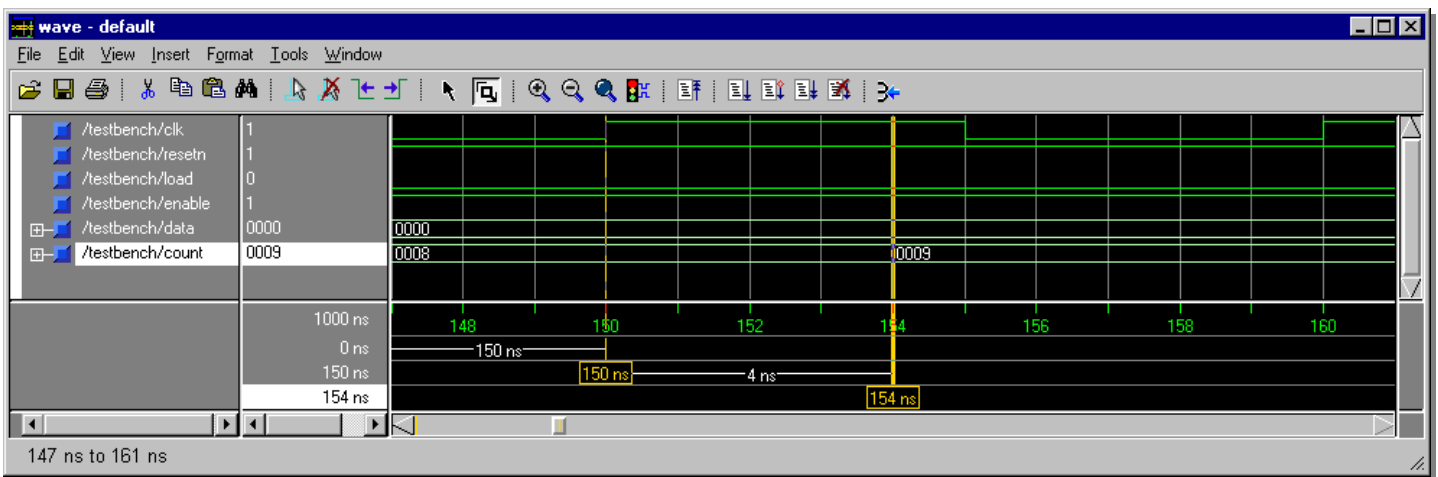 wave - default
File Edit View Insert Format Tools Window
/testbench/clk 1
/testbench/resetn 1
/testbench/load 0
/testbench/enable 1
/testbench/data 0000 0000
/testbench/count 0009 0008 0009
1000 ns 148 150 152 154 156 158 160
0 ns 150 ns
150 ns 150 ns 4 ns
154 ns 154 ns
147 ns to 161 ns